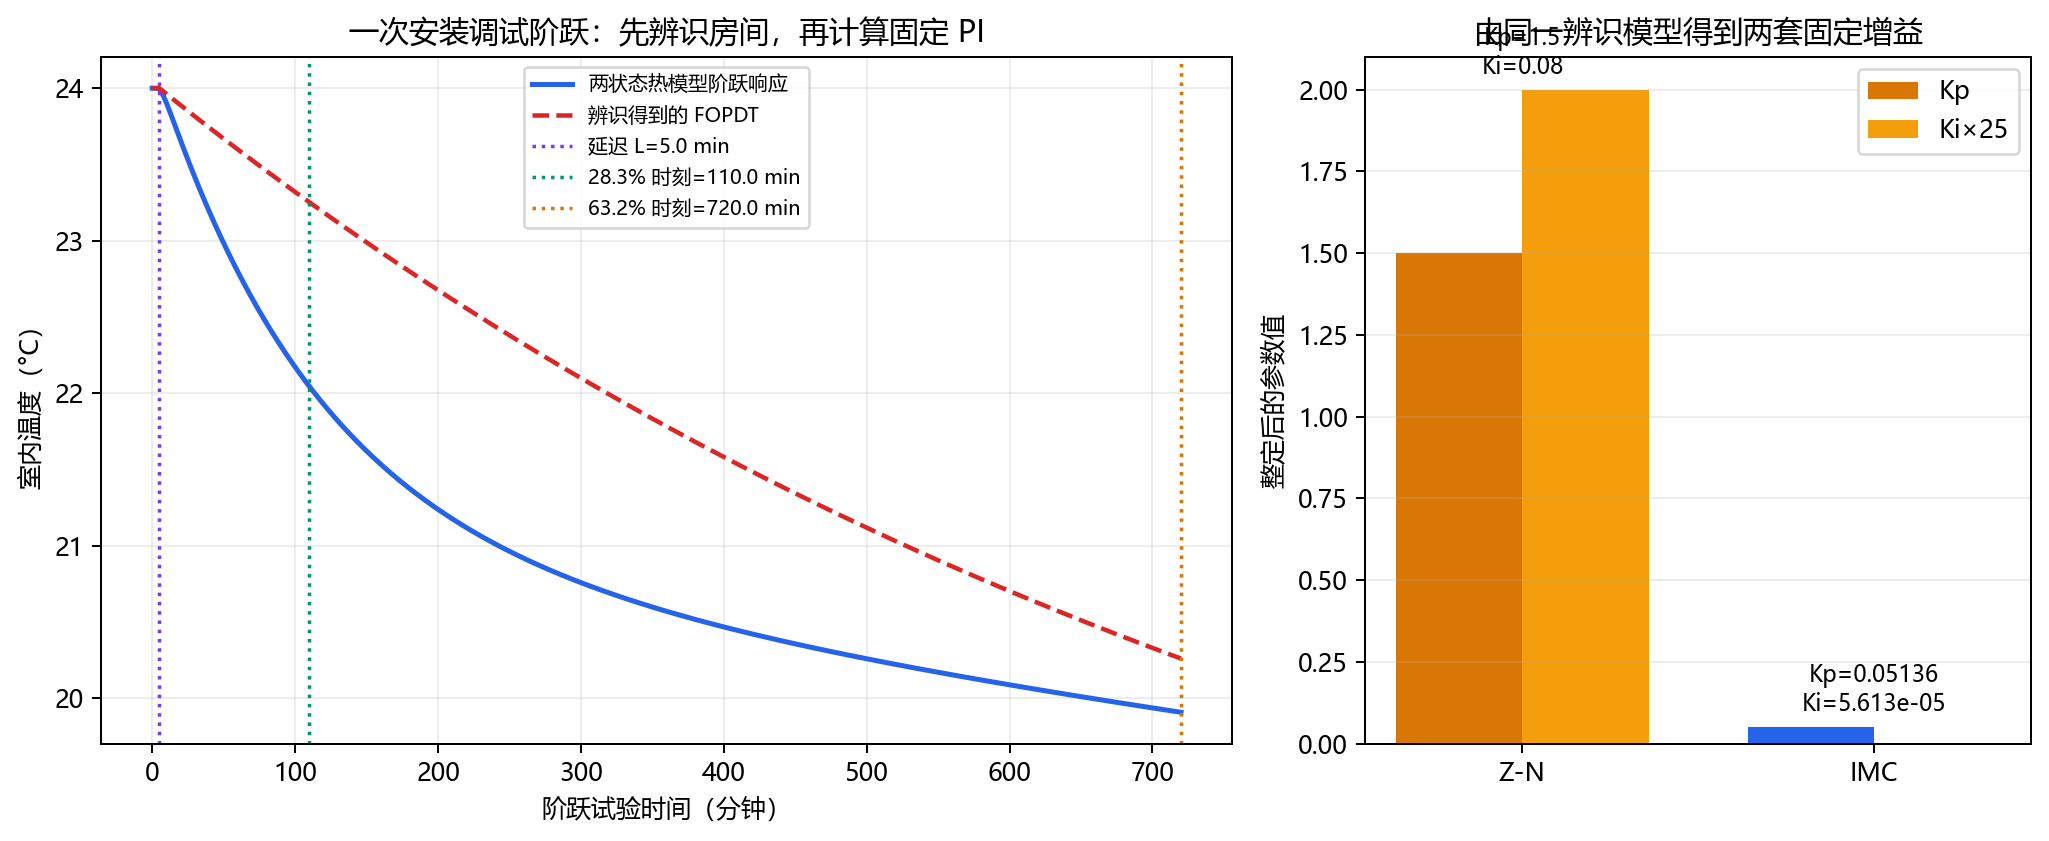 一次安装调试阶跃：先辨识房间，再计算固定 PI
两状态热模型阶跃响应
辨识得到的 FOPDT
延迟 L=5.0 min
28.3% 时刻=110.0 min
63.2% 时刻=720.0 min
室内温度（°C）
24
23
22
21
20
0 100 200 300 400 500 600 700
阶跃试验时间（分钟）
由同一辨识模型得到两套固定增益
Kp=1.5
Ki=0.08
Kp
Ki×25
整定后的参数值
2.00
1.75
1.50
1.25
1.00
0.75
0.50
0.25
0.00
Kp=0.05136
Ki=5.613e-05
Z-N IMC